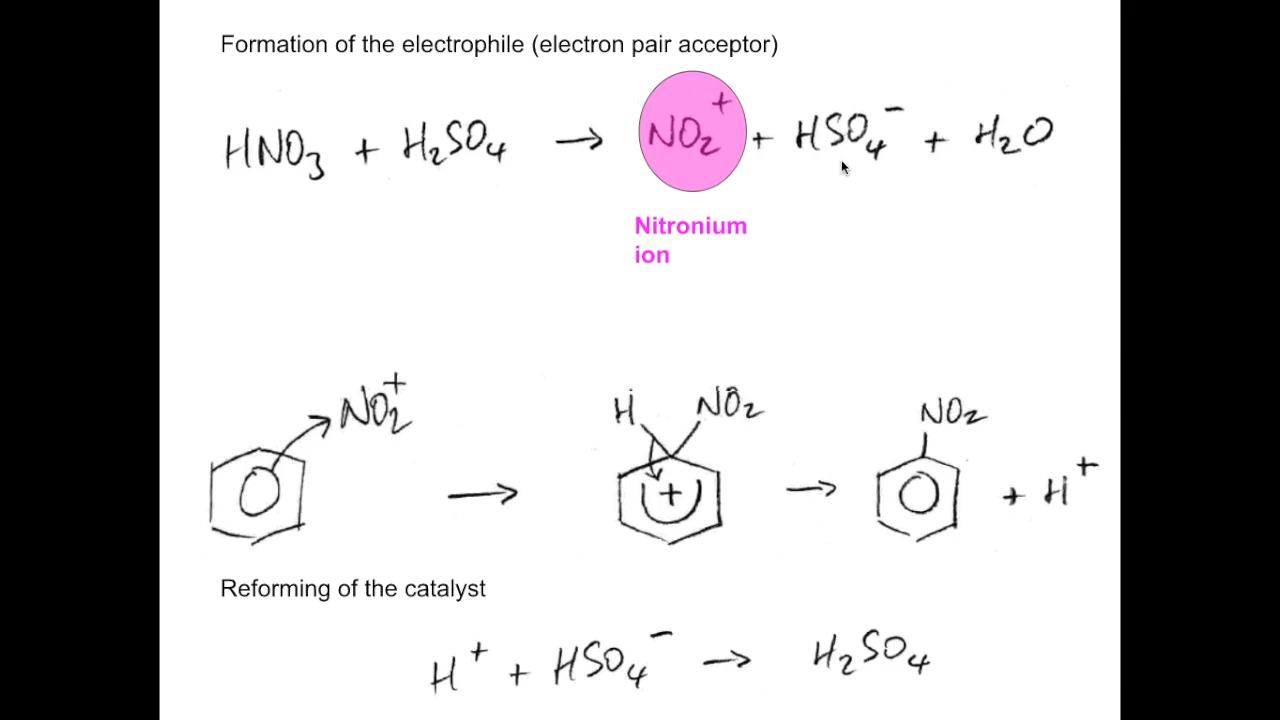 Formation of the electrophile (electron pair acceptor)
HNO₃ + H₂SO₄ → NO₂⁺ + HSO₄⁻ + H₂O
Nitronium
ion
NO₂⁺
H NO₂ NO₂
→ + → + H⁺
Reforming of the catalyst
H⁺ + HSO₄⁻ → H₂SO₄